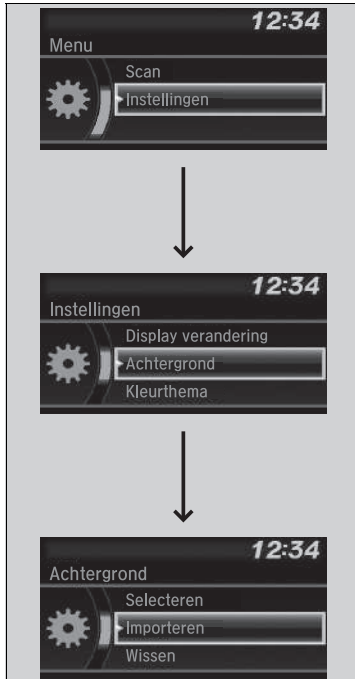 12:34
Menu
Scan
Instellingen
12:34
Instellingen
Display verandering
Achtergrond
Kleurthema
12:34
Achtergrond
Selecteren
Importeren
Wissen